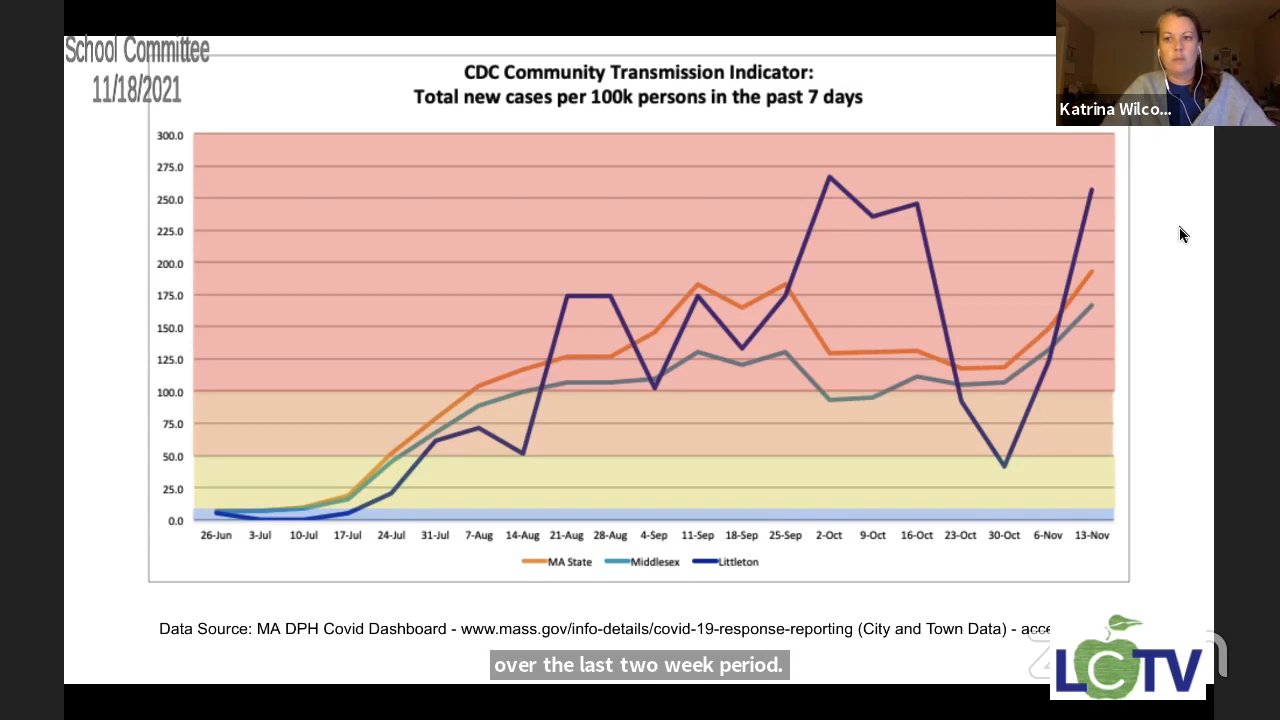 School Committee
11/18/2021
CDC Community Transmission Indicator:
Total new cases per 100k persons in the past 7 days
Katrina Wilco...
300.0
275.0
250.0
225.0
200.0
175.0
150.0
125.0
100.0
75.0
50.0
25.0
0.0
26-Jun 3-Jul 10-Jul 17-Jul 24-Jul 31-Jul 7-Aug 14-Aug 21-Aug 28-Aug 4-Sep 11-Sep 18-Sep 25-Sep 2-Oct 9-Oct 16-Oct 23-Oct 30-Oct 6-Nov 13-Nov
MA State Middlesex Littleton
Data Source: MA DPH Covid Dashboard - www.mass.gov/info-details/covid-19-response-reporting (City and Town Data) -
over the last two week period.
LCTV